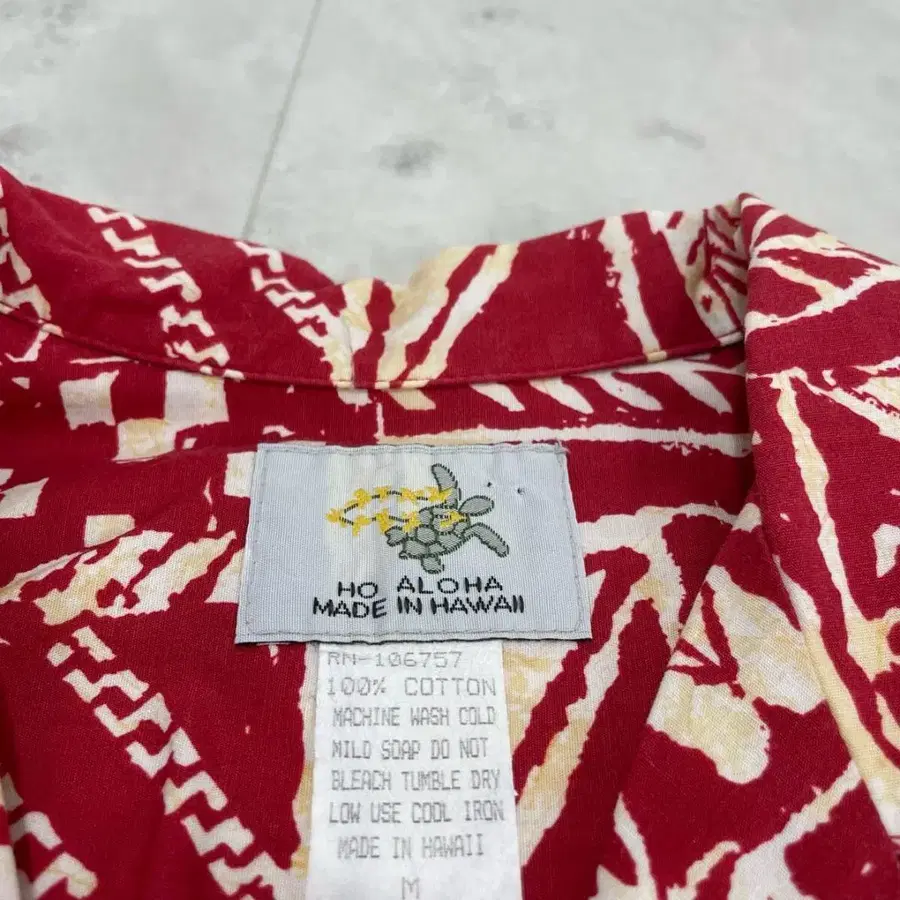 HO ALOHA
MADE IN HAWAII
RN-106757
100% COTTON
MACHINE WASH COLD
MILD SOAP DO NOT
BLEACH TUMBLE DRY
LOW USE COOL IRON
MADE IN HAWAII
M